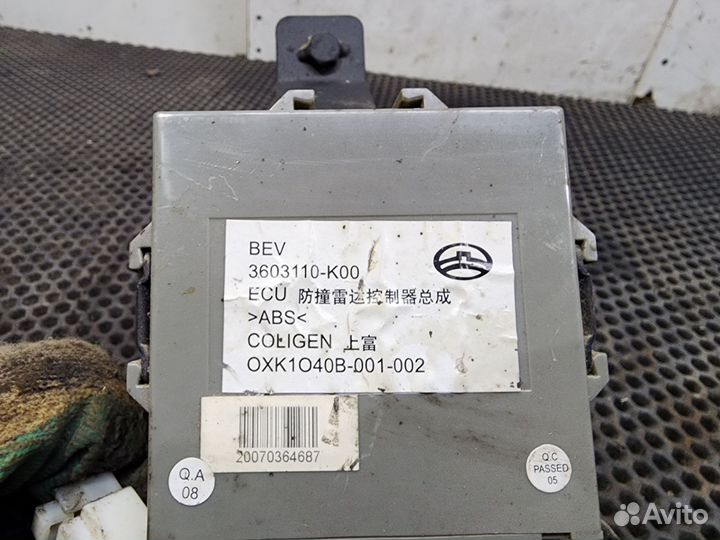 BEV
3603110-K00
ECU 防撞雷达控制器总成
>ABS<
COLIGEN 上富
OXK1O40B-001-002
20070364687
Q.A
08
Q.C
PASSED
05
Avito